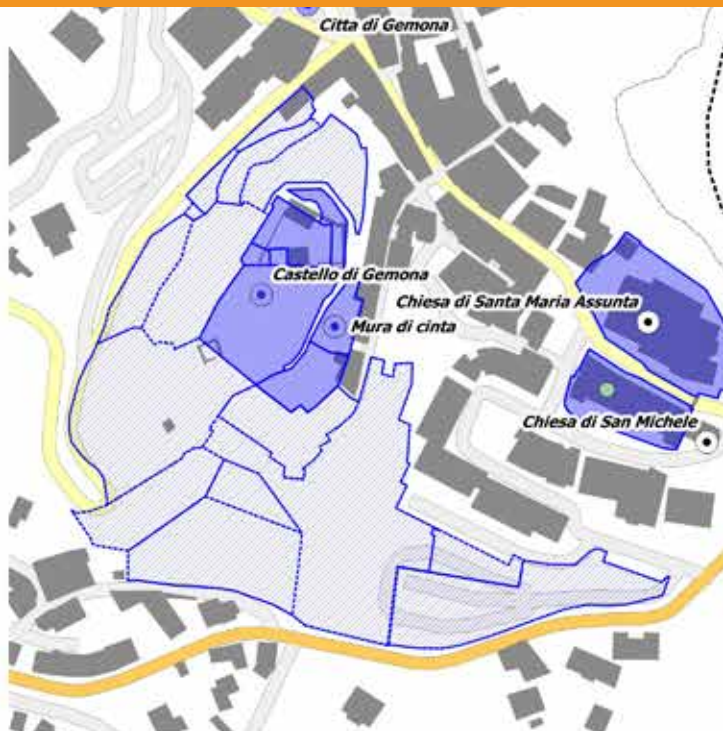 Citta di Gemona
Castello di Gemona
Chiesa di Santa Maria Assunta
Mura di cinta
Chiesa di San Michele